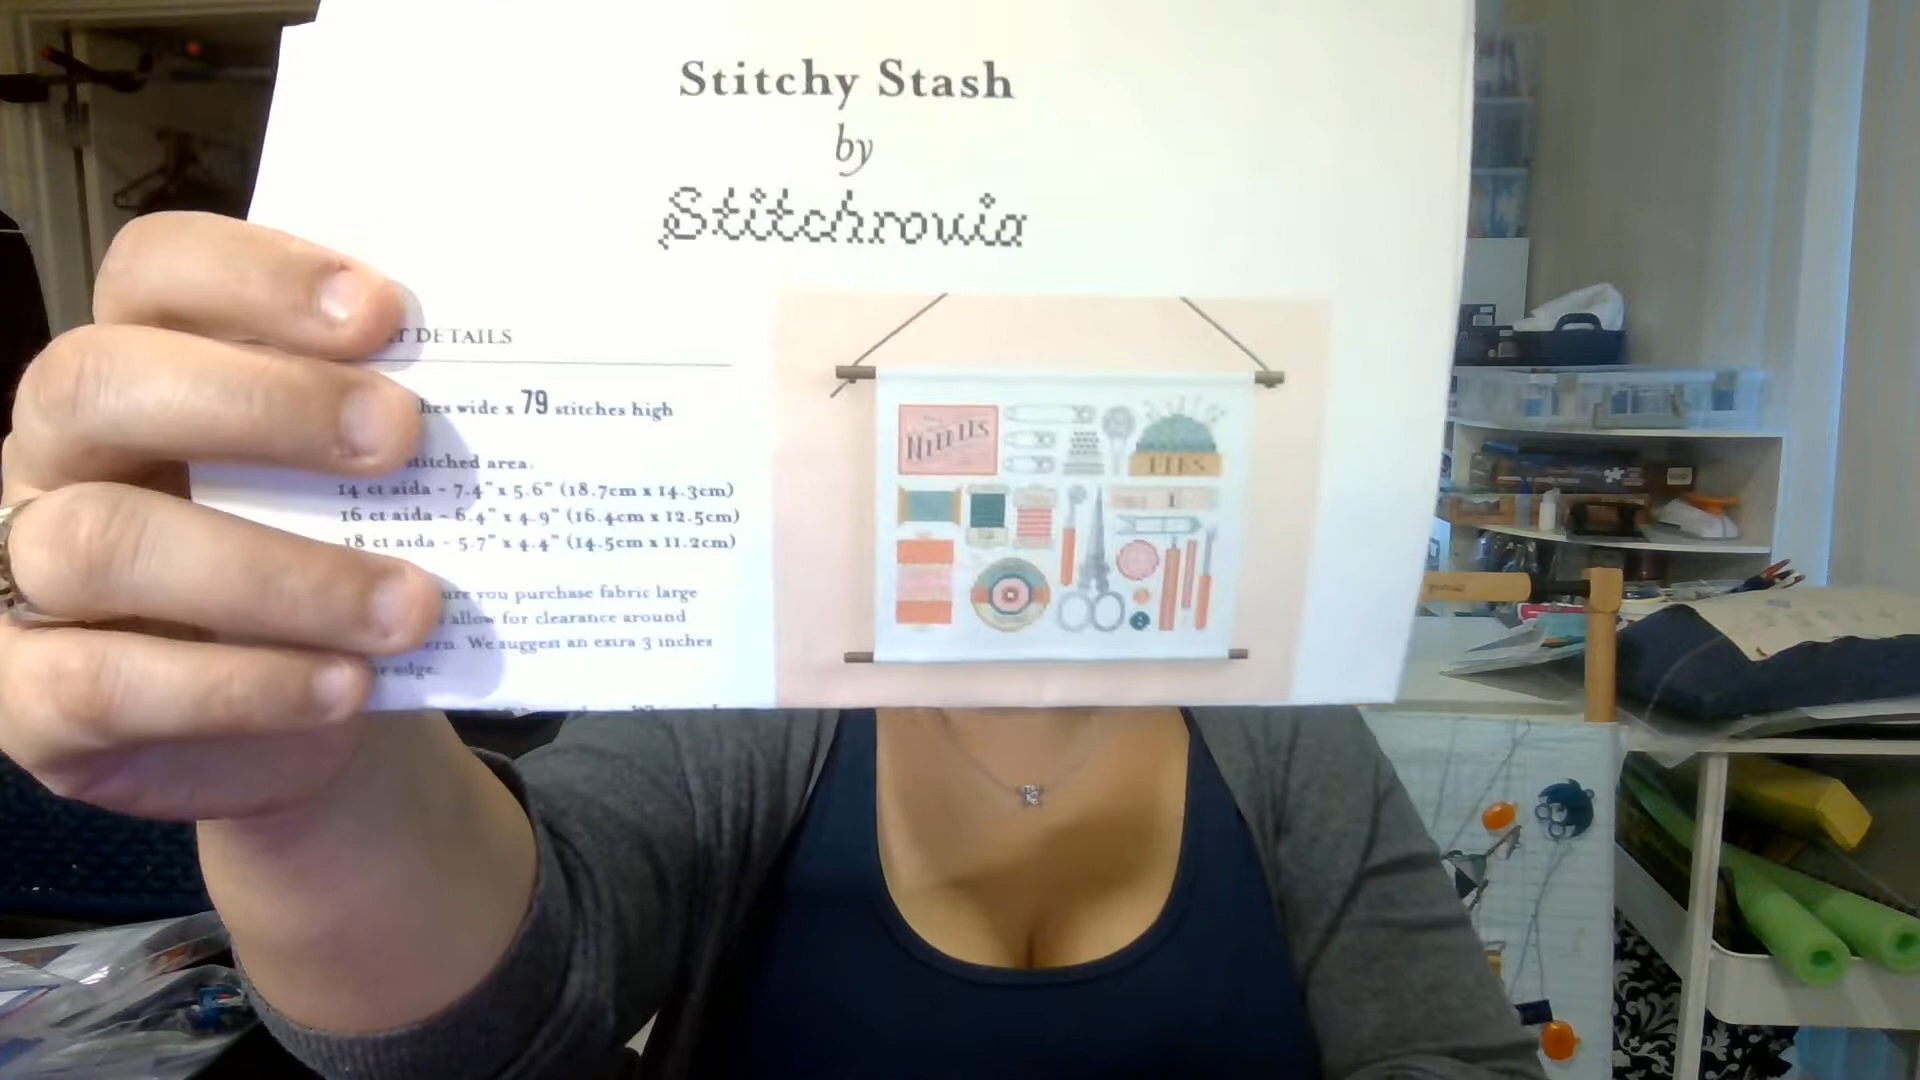 Stitchy Stash
by
Stitchrovia
DETAILS
wide x 79 stitches high
stitched area.
14 ct aida - 7.4" x 5.6" (18.7cm x 14.3cm)
16 ct aida - 6.4" x 4.9" (16.4cm x 12.5cm)
18 ct aida - 5.7" x 4.4" (14.5cm x 11.2cm)
you purchase fabric large
allow for clearance around
We suggest an extra 3 inches
edge.
NEEDLES
PINS